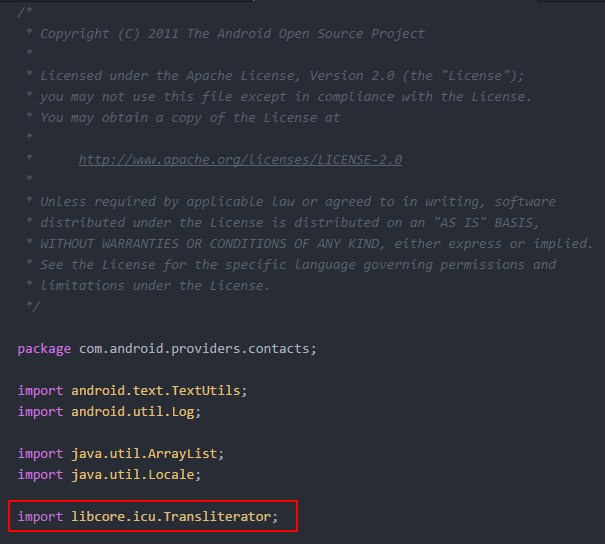 /*
 * Copyright (C) 2011 The Android Open Source Project
 *
 * Licensed under the Apache License, Version 2.0 (the "License");
 * you may not use this file except in compliance with the License.
 * You may obtain a copy of the License at
 *
 *      http://www.apache.org/licenses/LICENSE-2.0
 *
 * Unless required by applicable law or agreed to in writing, software
 * distributed under the License is distributed on an "AS IS" BASIS,
 * WITHOUT WARRANTIES OR CONDITIONS OF ANY KIND, either express or implied.
 * See the License for the specific language governing permissions and
 * limitations under the License.
 */

package com.android.providers.contacts;

import android.text.TextUtils;
import android.util.Log;

import java.util.ArrayList;
import java.util.Locale;

import libcore.icu.Transliterator;